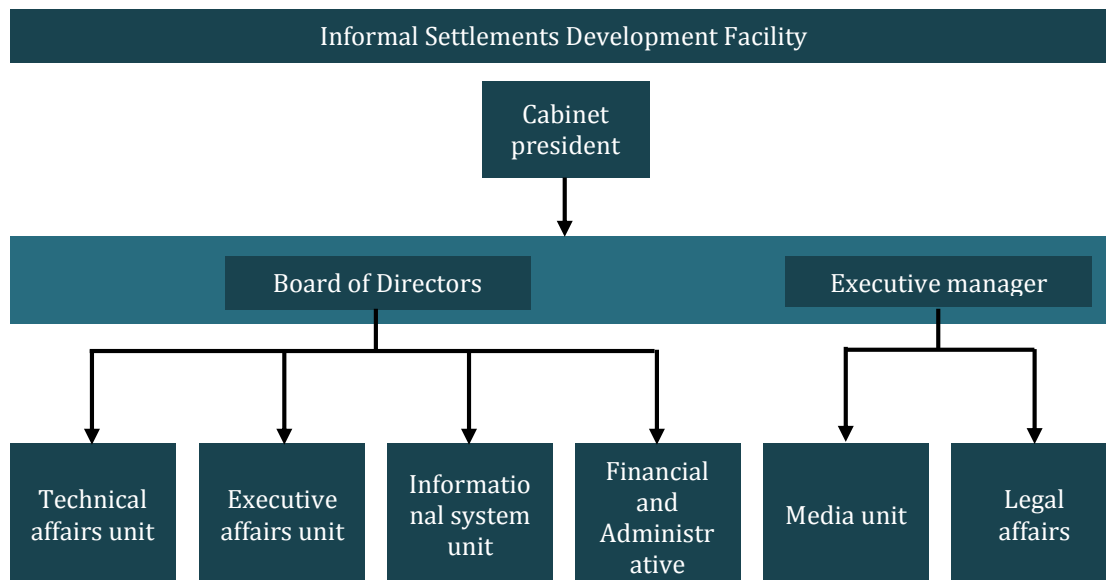 Informal Settlements Development Facility
Cabinet
president
Board of Directors
Executive manager
Technical
affairs unit
Executive
affairs unit
Informatio
nal system
unit
Financial
and
Administr
ative
Media unit
Legal
affairs